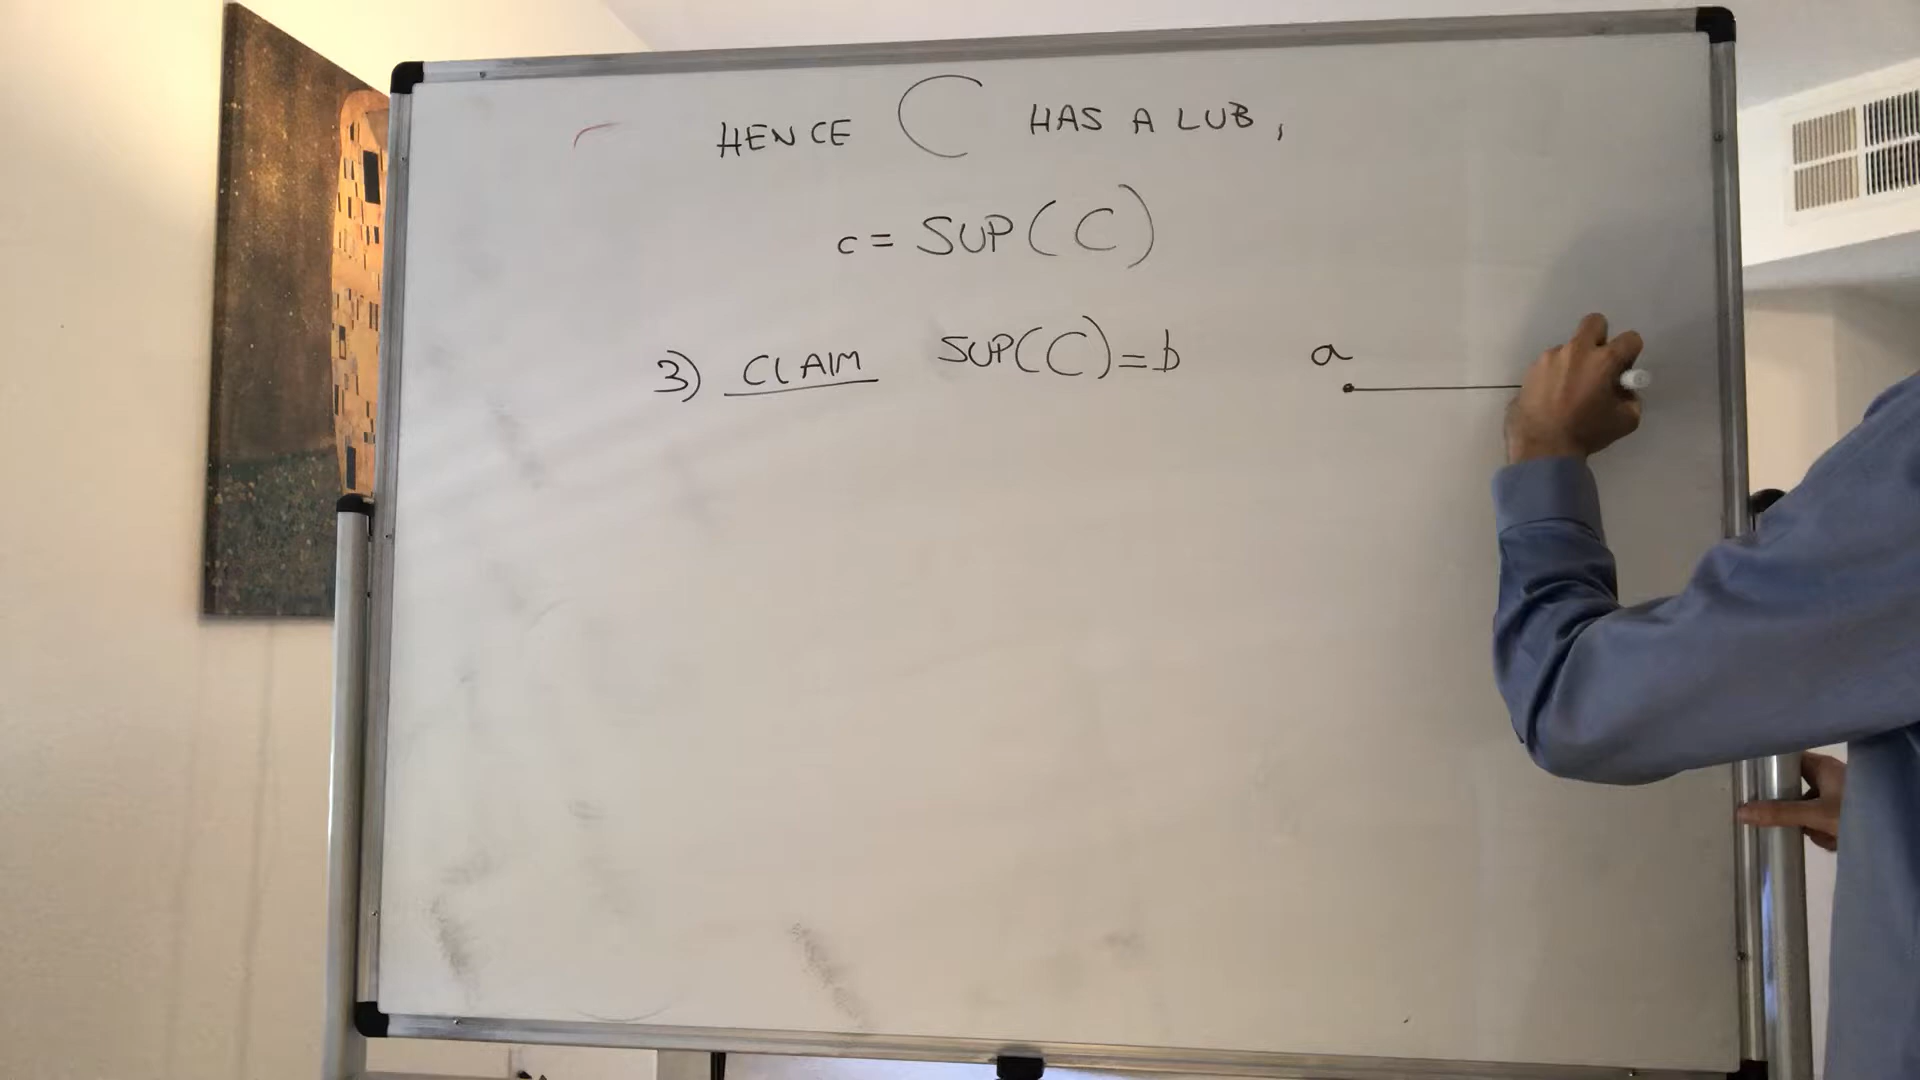 HENCE C HAS A LUB,
c = SUP(C)
3) CLAIM SUP(C) = b
a